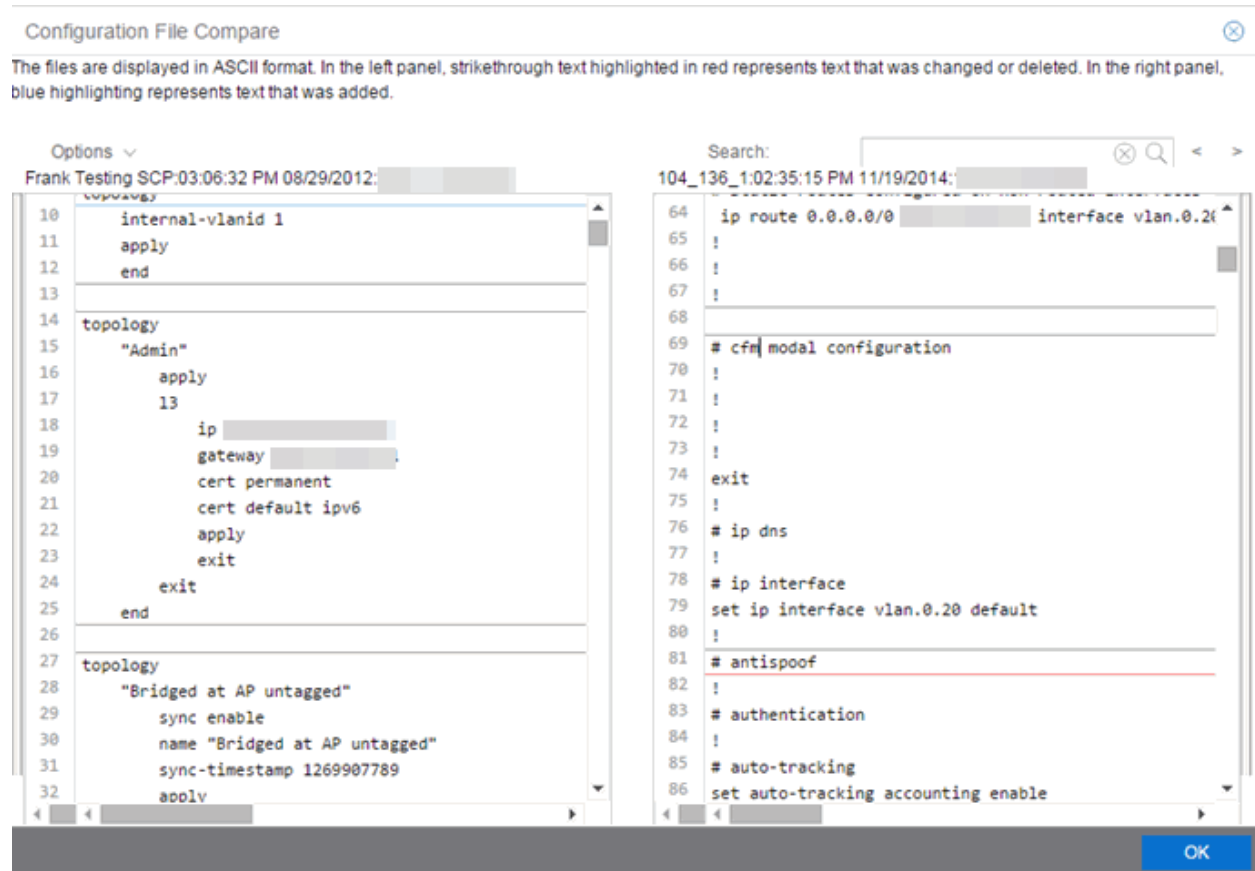 Configuration File Compare
The files are displayed in ASCII format. In the left panel, strikethrough text highlighted in red represents text that was changed or deleted. In the right panel,
blue highlighting represents text that was added.
Options
Search:
< >
Frank Testing SCP:03:06:32 PM 08/29/2012:
topology
10 internal-vlanid 1
11 apply
12 end
13
14 topology
15 "Admin"
16 apply
17 l3
18 ip
19 gateway
20 cert permanent
21 cert default ipv6
22 apply
23 exit
24 exit
25 end
26
27 topology
28 "Bridged at AP untagged"
29 sync enable
30 name "Bridged at AP untagged"
31 sync-timestamp 1269907789
32 apply
104_136_1:02:35:15 PM 11/19/2014:
64 ip route 0.0.0.0/0 interface vlan.0.20
65 !
66 !
67 !
68
69 # cfm modal configuration
70 !
71 !
72 !
73 !
74 exit
75 !
76 # ip dns
77 !
78 # ip interface
79 set ip interface vlan.0.20 default
80 !
81 # antispoof
82 !
83 # authentication
84 !
85 # auto-tracking
86 set auto-tracking accounting enable
OK